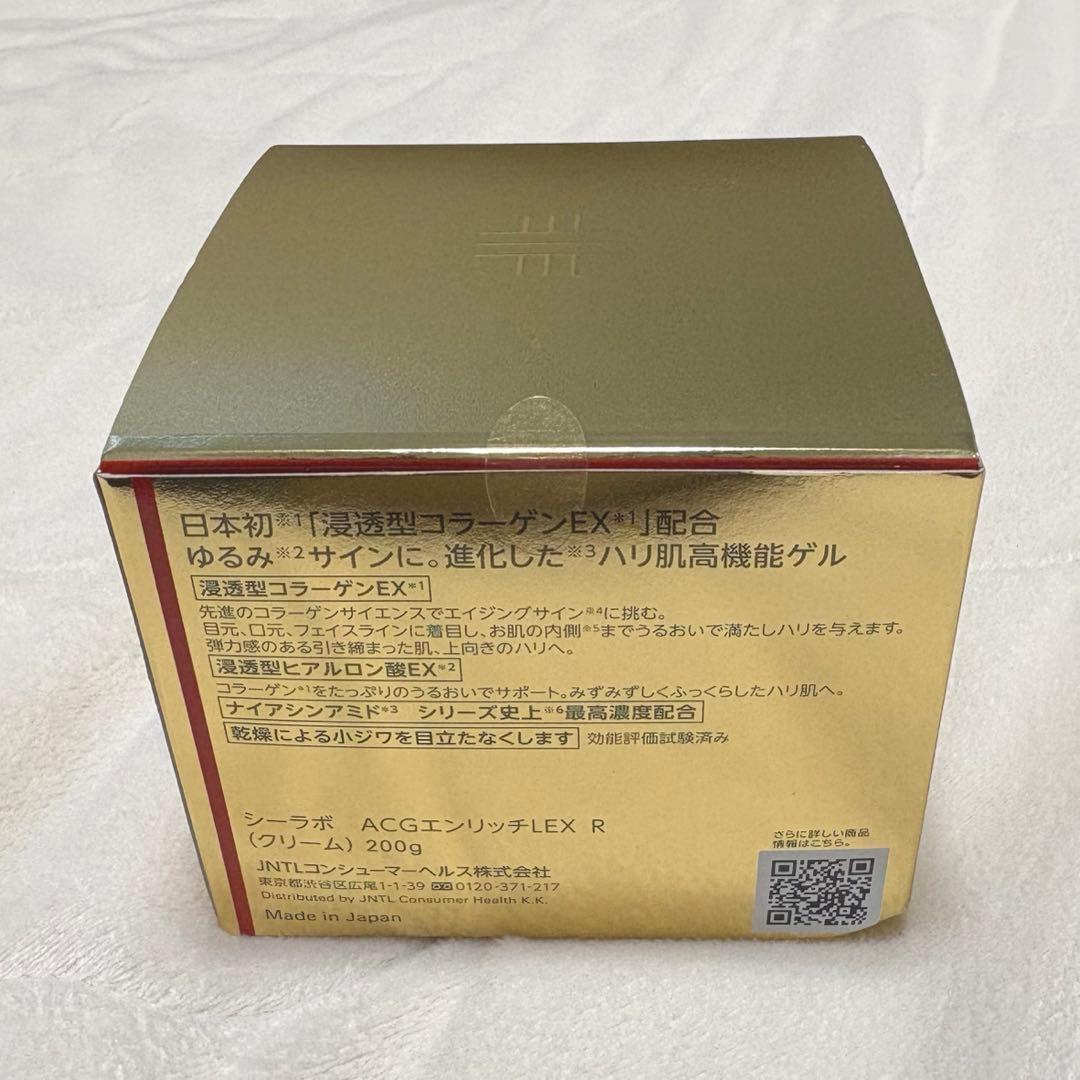 日本初※1「浸透型コラーゲンEX*1」配合
ゆるみ※2サインに。進化した※3ハリ肌高機能ゲル
浸透型コラーゲンEX*1
先進のコラーゲンサイエンスでエイジングサイン※4に挑む。
目元、口元、フェイスラインに着目し、お肌の内側※5までうるおいで満たしハリを与えます。
弾力感のある引き締まった肌、上向きのハリへ。
浸透型ヒアルロン酸EX*2
コラーゲン*1をたっぷりのうるおいでサポート。みずみずしくふっくらしたハリ肌へ。
ナイアシンアミド*3 シリーズ史上※6最高濃度配合
乾燥による小ジワを目立たなくします 効能評価試験済み
シーラボ ACGエンリッチLEX R
(クリーム) 200g
JNTLコンシューマーヘルス株式会社
東京都渋谷区広尾1-1-39 0120-371-217
Distributed by JNTL Consumer Health K.K.
Made in Japan
さらに詳しい商品
情報はこちら。